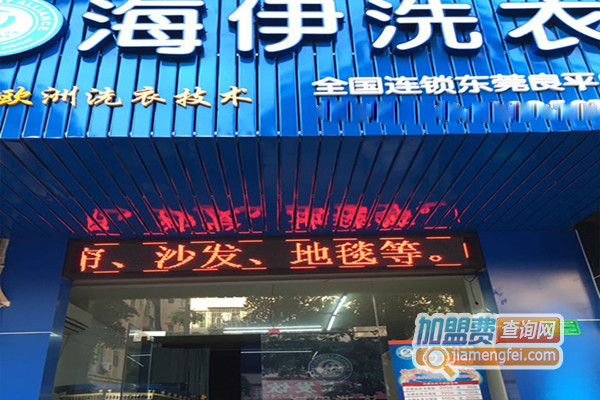 ALLIANCE
海伊洗衣
欧洲洗衣技术
全国连锁东莞良平
、沙发、地毯等。
加盟费查询网
jiamengfei.com